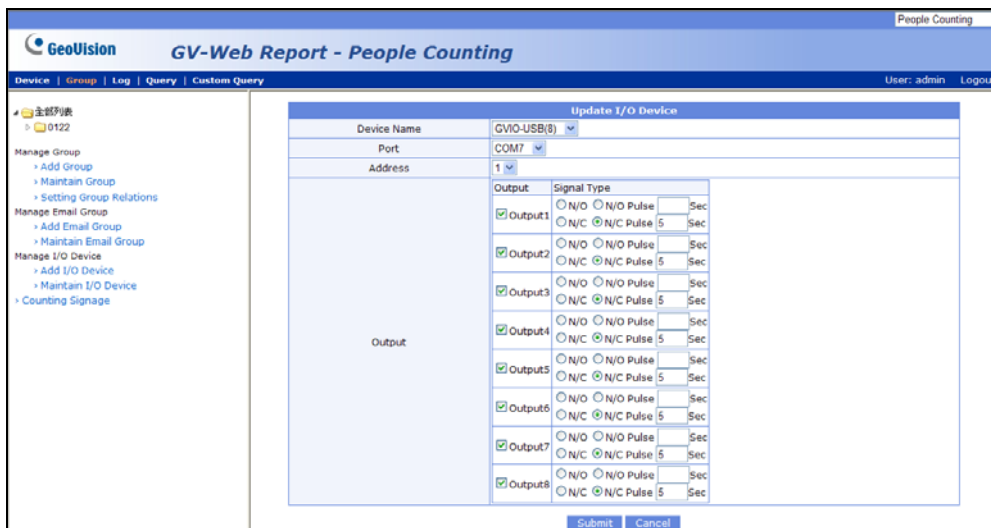 People Counting
GeoVision
GV-Web Report - People Counting
Device | Group | Log | Query | Custom Query
User: admin Logou
全部列表
0122
Manage Group
› Add Group
› Maintain Group
› Setting Group Relations
Manage Email Group
› Add Email Group
› Maintain Email Group
Manage I/O Device
› Add I/O Device
› Maintain I/O Device
› Counting Signage
Update I/O Device
Device Name GVIO-USB(8)
Port COM7
Address 1
Output
Output Signal Type
Output1 N/O N/O Pulse Sec
N/C N/C Pulse 5 Sec
Output2 N/O N/O Pulse Sec
N/C N/C Pulse 5 Sec
Output3 N/O N/O Pulse Sec
N/C N/C Pulse 5 Sec
Output4 N/O N/O Pulse Sec
N/C N/C Pulse 5 Sec
Output5 N/O N/O Pulse Sec
N/C N/C Pulse 5 Sec
Output6 N/O N/O Pulse Sec
N/C N/C Pulse 5 Sec
Output7 N/O N/O Pulse Sec
N/C N/C Pulse 5 Sec
Output8 N/O N/O Pulse Sec
N/C N/C Pulse 5 Sec
Submit Cancel